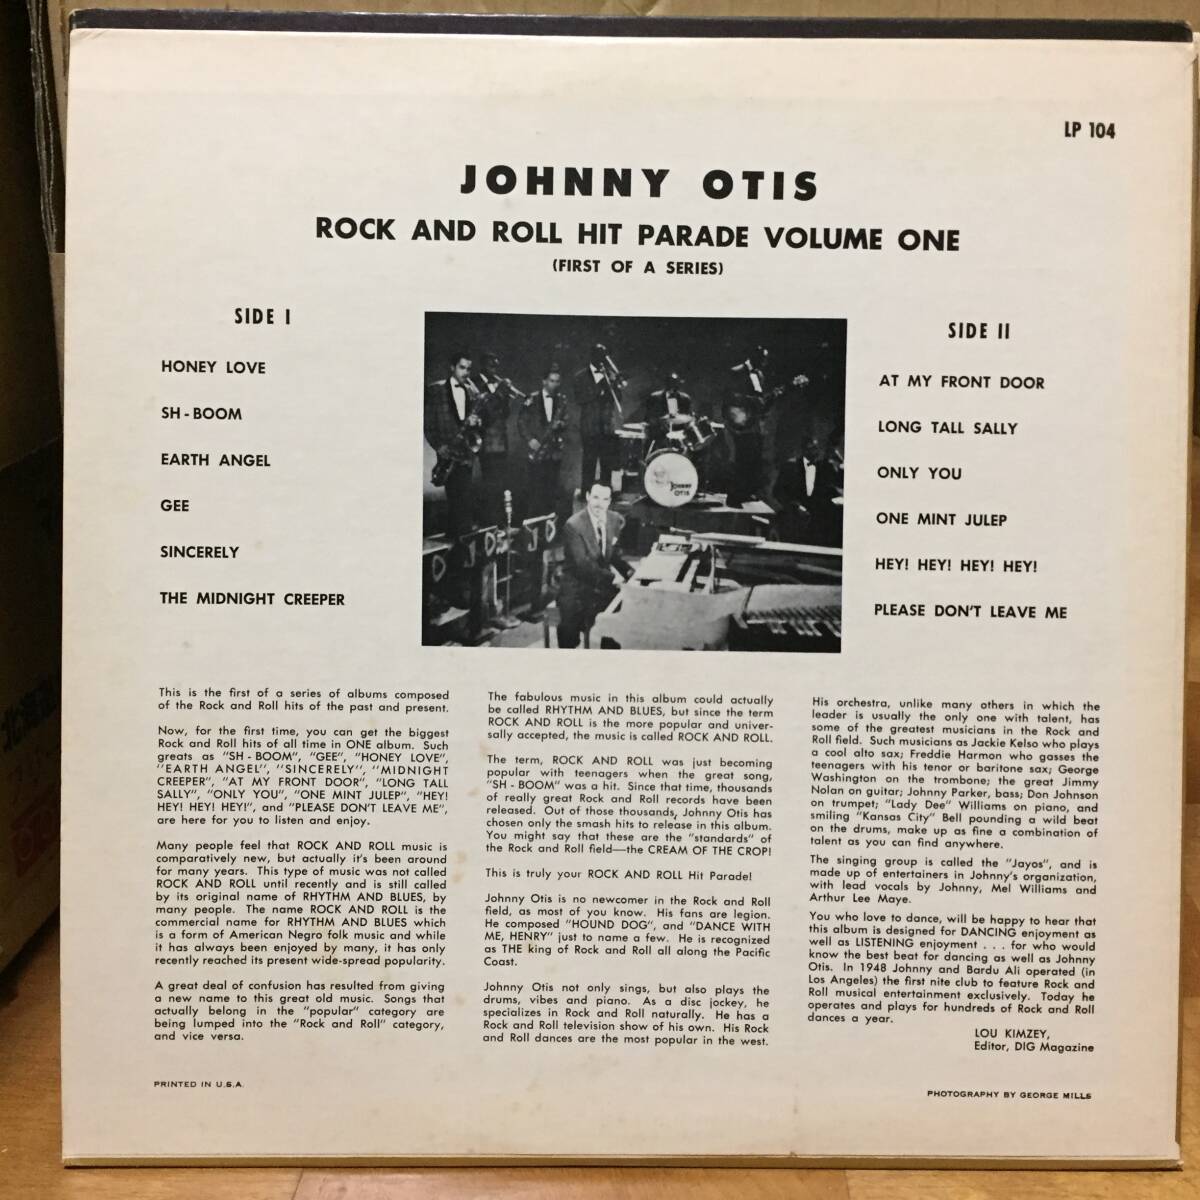 LP 104
JOHNNY OTIS
ROCK AND ROLL HIT PARADE VOLUME ONE
(FIRST OF A SERIES)
SIDE I
HONEY LOVE
SH-BOOM
EARTH ANGEL
GEE
SINCERELY
THE MIDNIGHT CREEPER
JOHNNY
OTIS
J O
J O
SIDE II
AT MY FRONT DOOR
LONG TALL SALLY
ONLY YOU
ONE MINT JULEP
HEY! HEY! HEY! HEY!
PLEASE DON'T LEAVE ME
This is the first of a series of albums composed
of the Rock and Roll hits of the past and present.
Now, for the first time, you can get the biggest
Rock and Roll hits of all time in ONE album. Such
greats as "SH-BOOM", "GEE", "HONEY LOVE",
"EARTH ANGEL", "SINCERELY", "MIDNIGHT
CREEPER", "AT MY FRONT DOOR", "LONG TALL
SALLY", "ONLY YOU", "ONE MINT JULEP", "HEY!
HEY! HEY! HEY!", and "PLEASE DON'T LEAVE ME",
are here for you to listen and enjoy.
Many people feel that ROCK AND ROLL music is
comparatively new, but actually it's been around
for many years. This type of music was not called
ROCK AND ROLL until recently and is still called
by its original name of RHYTHM AND BLUES, by
many people. The name ROCK AND ROLL is the
commercial name for RHYTHM AND BLUES which
is a form of American Negro folk music and while
it has always been enjoyed by many, it has only
recently reached its present wide-spread popularity.
A great deal of confusion has resulted from giving
a new name to this great old music. Songs that
actually belong in the "popular" category are
being lumped into the "Rock and Roll" category,
and vice versa.
The fabulous music in this album could actually
be called RHYTHM AND BLUES, but since the term
ROCK AND ROLL is the more popular and univer-
sally accepted, the music is called ROCK AND ROLL.
The term, ROCK AND ROLL was just becoming
popular with teenagers when the great song,
"SH-BOOM" was a hit. Since that time, thousands
of really great Rock and Roll records have been
released. Out of those thousands, Johnny Otis has
chosen only the smash hits to release in this album.
You might say that these are the "standards" of
the Rock and Roll field—the CREAM OF THE CROP!
This is truly your ROCK AND ROLL Hit Parade!
Johnny Otis is no newcomer in the Rock and Roll
field, as most of you know. His fans are legion.
He composed "HOUND DOG", and "DANCE WITH
ME, HENRY" just to name a few. He is recognized
as THE king of Rock and Roll all along the Pacific
Coast.
Johnny Otis not only sings, but also plays the
drums, vibes and piano. As a disc jockey, he
specializes in Rock and Roll naturally. He has a
Rock and Roll television show of his own. His Rock
and Roll dances are the most popular in the west.
His orchestra, unlike many others in which the
leader is usually the only one with talent, has
some of the greatest musicians in the Rock and
Roll field. Such musicians as Jackie Kelso who plays
a cool alto sax; Freddie Harmon who gasses the
teenagers with his tenor or baritone sax; George
Washington on the trombone; the great Jimmy
Nolan on guitar; Johnny Parker, bass; Don Johnson
on trumpet; "Lady Dee" Williams on piano, and
smiling "Kansas City" Bell pounding a wild beat
on the drums, make up as fine a combination of
talent as you can find anywhere.
The singing group is called the "Jayos", and is
made up of entertainers in Johnny's organization,
with lead vocals by Johnny, Mel Williams and
Arthur Lee Maye.
You who love to dance, will be happy to hear that
this album is designed for DANCING enjoyment as
well as LISTENING enjoyment . . . for who would
know the best beat for dancing as well as Johnny
Otis. In 1948 Johnny and Bardu Ali operated (in
Los Angeles) the first nite club to feature Rock and
Roll musical entertainment exclusively. Today he
operates and plays for hundreds of Rock and Roll
dances a year.
LOU KIMZEY,
Editor, DIG Magazine
PRINTED IN U.S.A.
PHOTOGRAPHY BY GEORGE MILLS